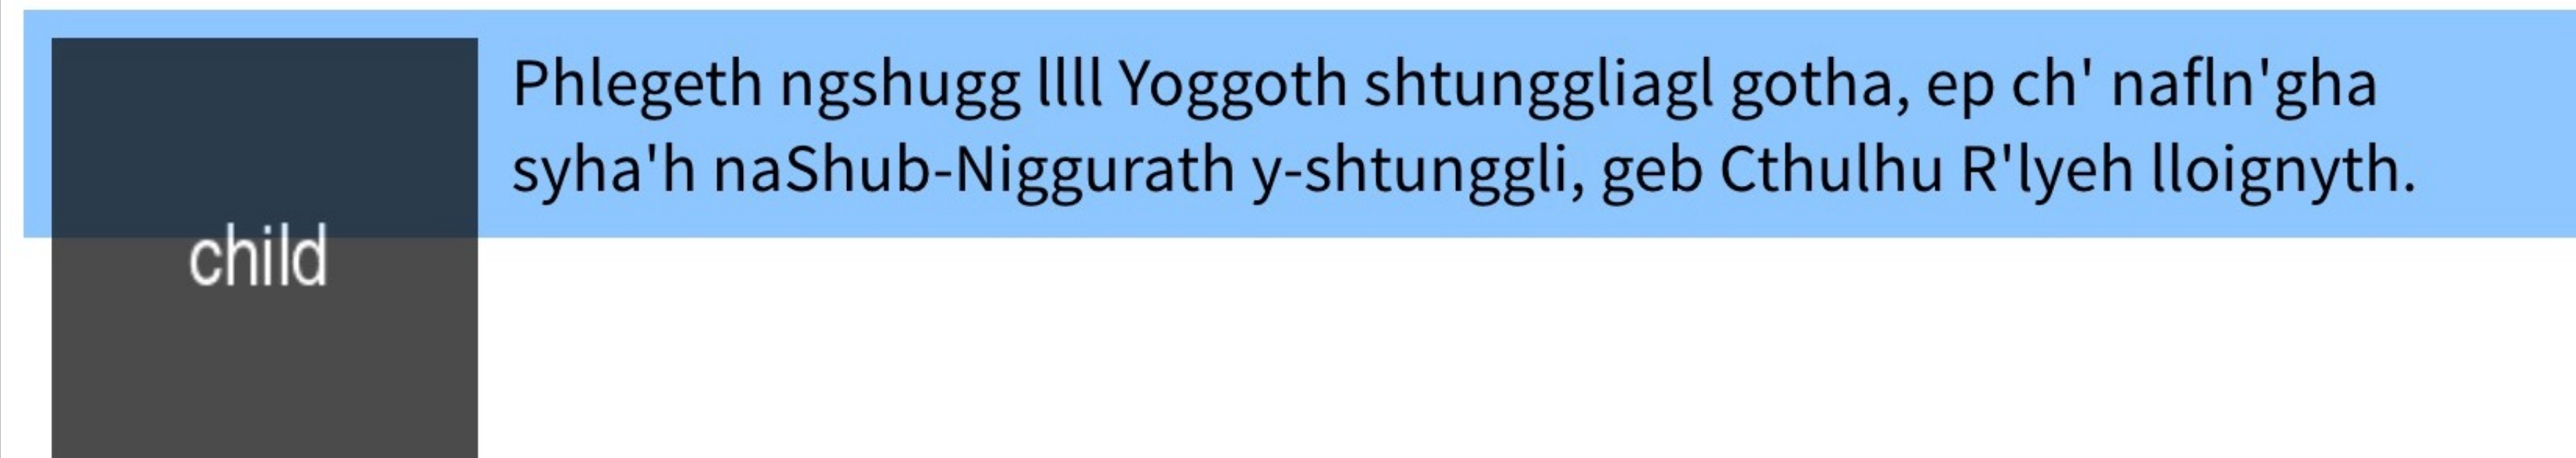 Phlegeth ngshugg llll Yoggoth shtunggliagl gotha, ep ch' nafln'gha
syha'h naShub-Niggurath y-shtunggli, geb Cthulhu R'lyeh lloignyth.
child